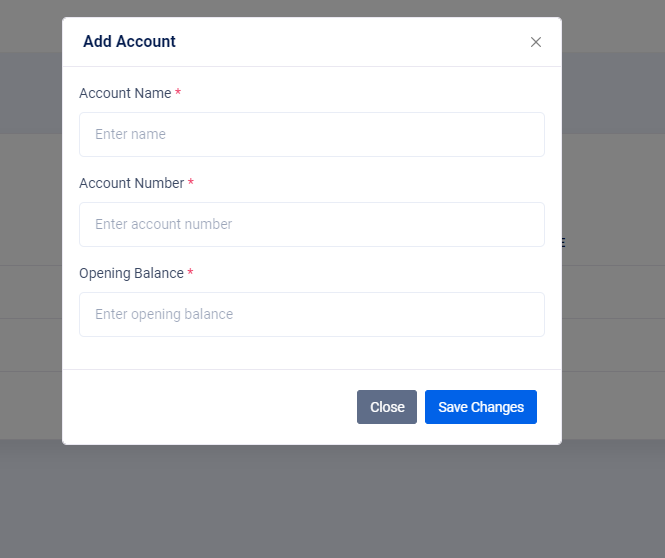 Add Account
Account Name *
Enter name
Account Number *
Enter account number
Opening Balance *
Enter opening balance
Close
Save Changes